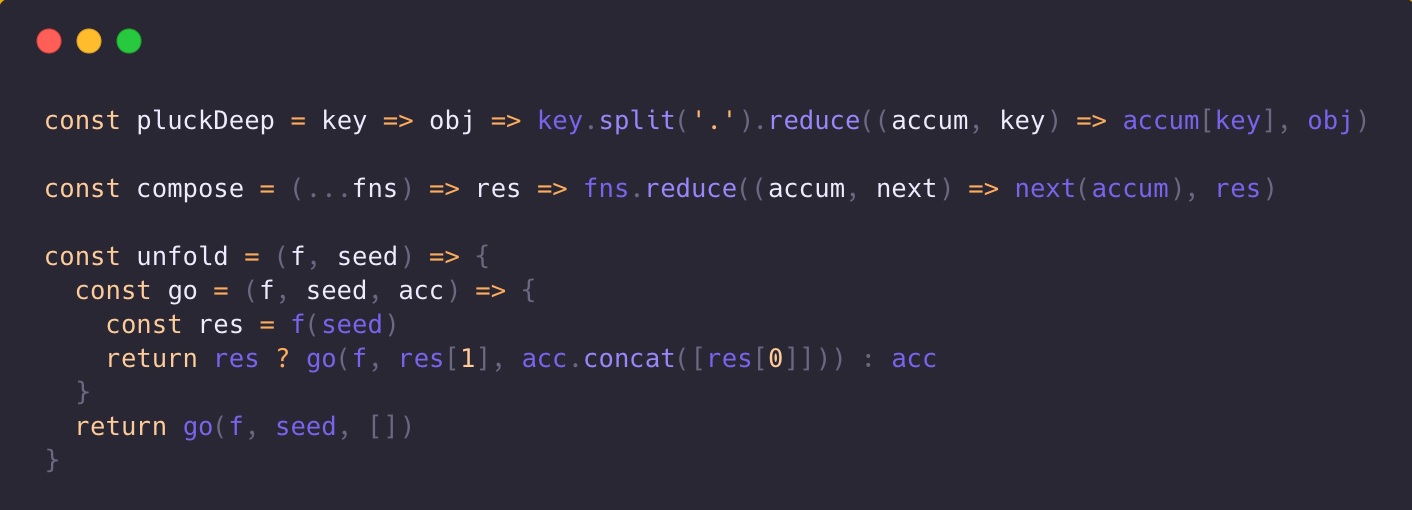 const pluckDeep = key => obj => key.split('.').reduce((accum, key) => accum[key], obj)

const compose = (...fns) => res => fns.reduce((accum, next) => next(accum), res)

const unfold = (f, seed) => {
  const go = (f, seed, acc) => {
    const res = f(seed)
    return res ? go(f, res[1], acc.concat([res[0]])) : acc
  }
  return go(f, seed, [])
}